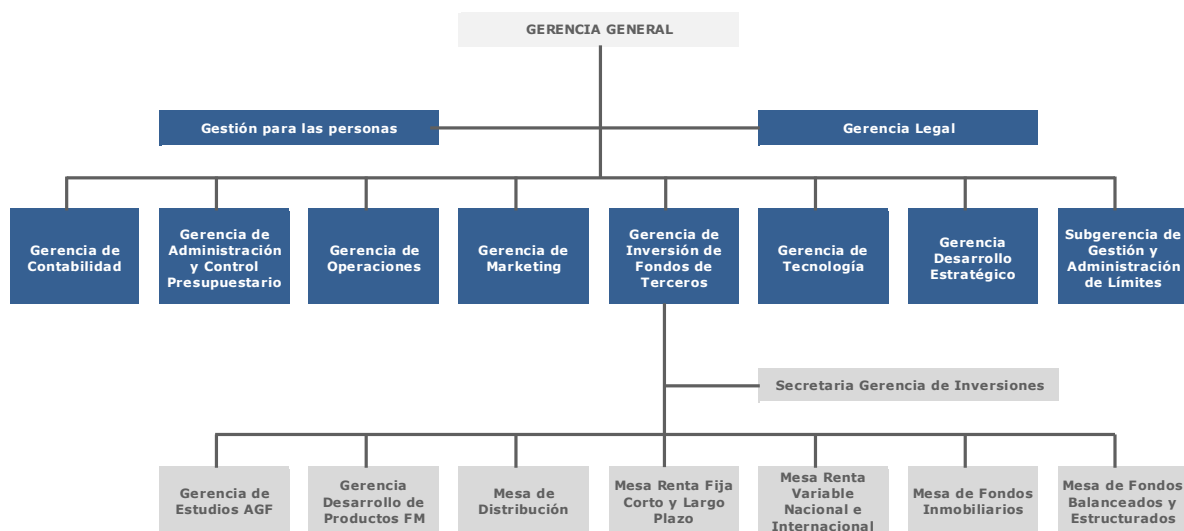 GERENCIA GENERAL
Gestión para las personas
Gerencia Legal
Gerencia de
Contabilidad
Gerencia de
Administración
y Control
Presupuestario
Gerencia de
Operaciones
Gerencia de
Marketing
Gerencia de
Inversión de
Fondos de
Terceros
Gerencia de
Tecnología
Gerencia
Desarrollo
Estratégico
Subgerencia de
Gestión y
Administración
de Límites
Secretaria Gerencia de Inversiones
Gerencia de
Estudios AGF
Gerencia
Desarrollo de
Productos FM
Mesa de
Distribución
Mesa Renta Fija
Corto y Largo
Plazo
Mesa Renta
Variable
Nacional e
Internacional
Mesa de Fondos
Inmobiliarios
Mesa de Fondos
Balanceados y
Estructurados